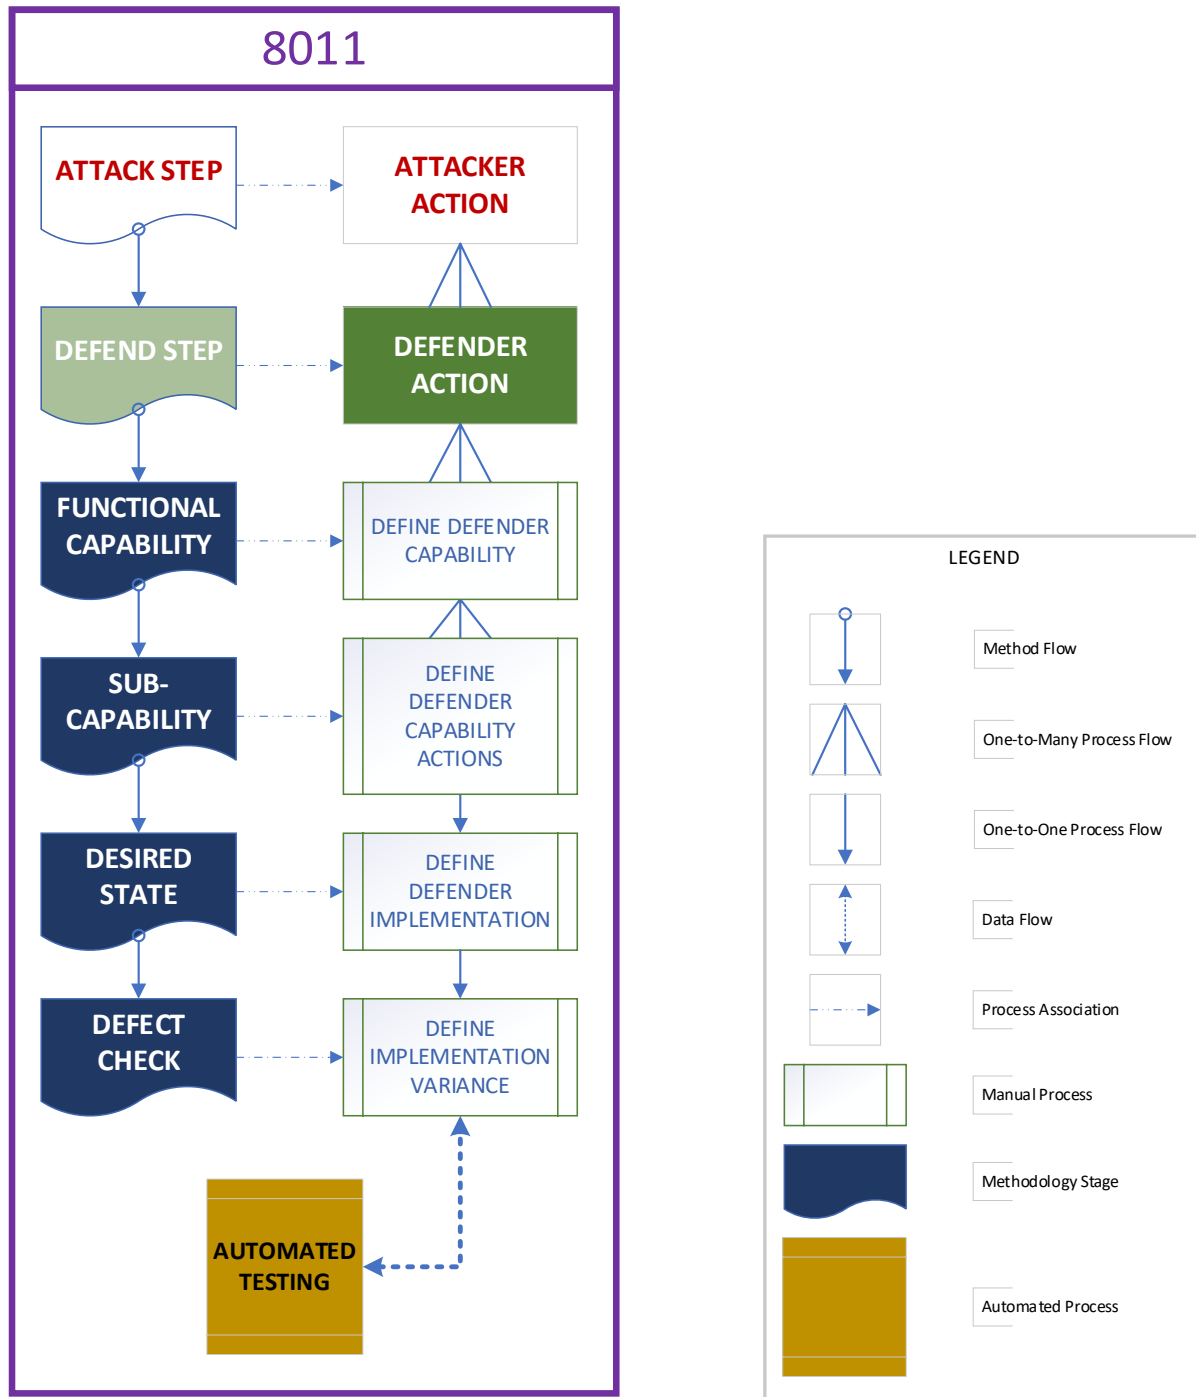 8011
ATTACK STEP
ATTACKER
ACTION
DEFEND STEP
DEFENDER
ACTION
FUNCTIONAL
CAPABILITY
DEFINE DEFENDER
CAPABILITY
SUB-
CAPABILITY
DEFINE
DEFENDER
CAPABILITY
ACTIONS
DESIRED
STATE
DEFINE
DEFENDER
IMPLEMENTATION
DEFECT
CHECK
DEFINE
IMPLEMENTATION
VARIANCE
AUTOMATED
TESTING
LEGEND
Method Flow
One-to-Many Process Flow
One-to-One Process Flow
Data Flow
Process Association
Manual Process
Methodology Stage
Automated Process